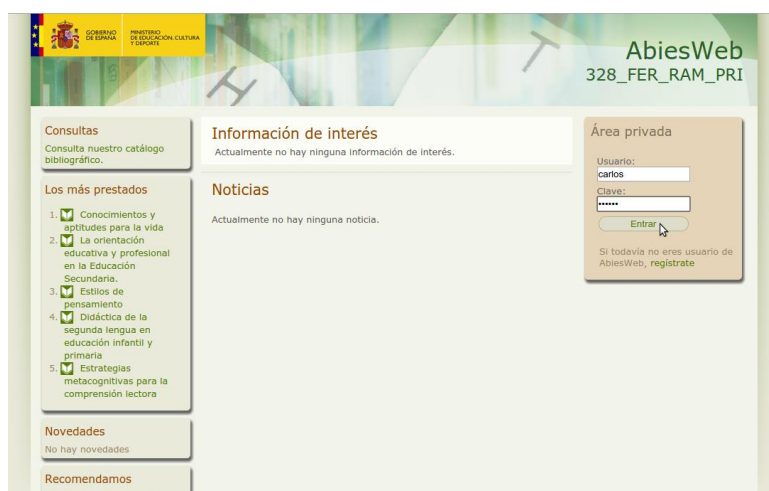 GOBIERNO
DE ESPAÑA
MINISTERIO
DE EDUCACIÓN, CULTURA
Y DEPORTE
AbiesWeb
328_FER_RAM_PRI
Consultas
Consulta nuestro catálogo
bibliográfico.
Los más prestados
1. Conocimientos y
aptitudes para la vida
2. La orientación
educativa y profesional
en la Educación
Secundaria.
3. Estilos de
pensamiento
4. Didáctica de la
segunda lengua en
educación infantil y
primaria
5. Estrategias
metacognitivas para la
comprensión lectora
Novedades
No hay novedades
Recomendamos
Información de interés
Actualmente no hay ninguna información de interés.
Noticias
Actualmente no hay ninguna noticia.
Área privada
Usuario:
carlos
Clave:
••••••
Entrar
Si todavía no eres usuario de
AbiesWeb, regístrate